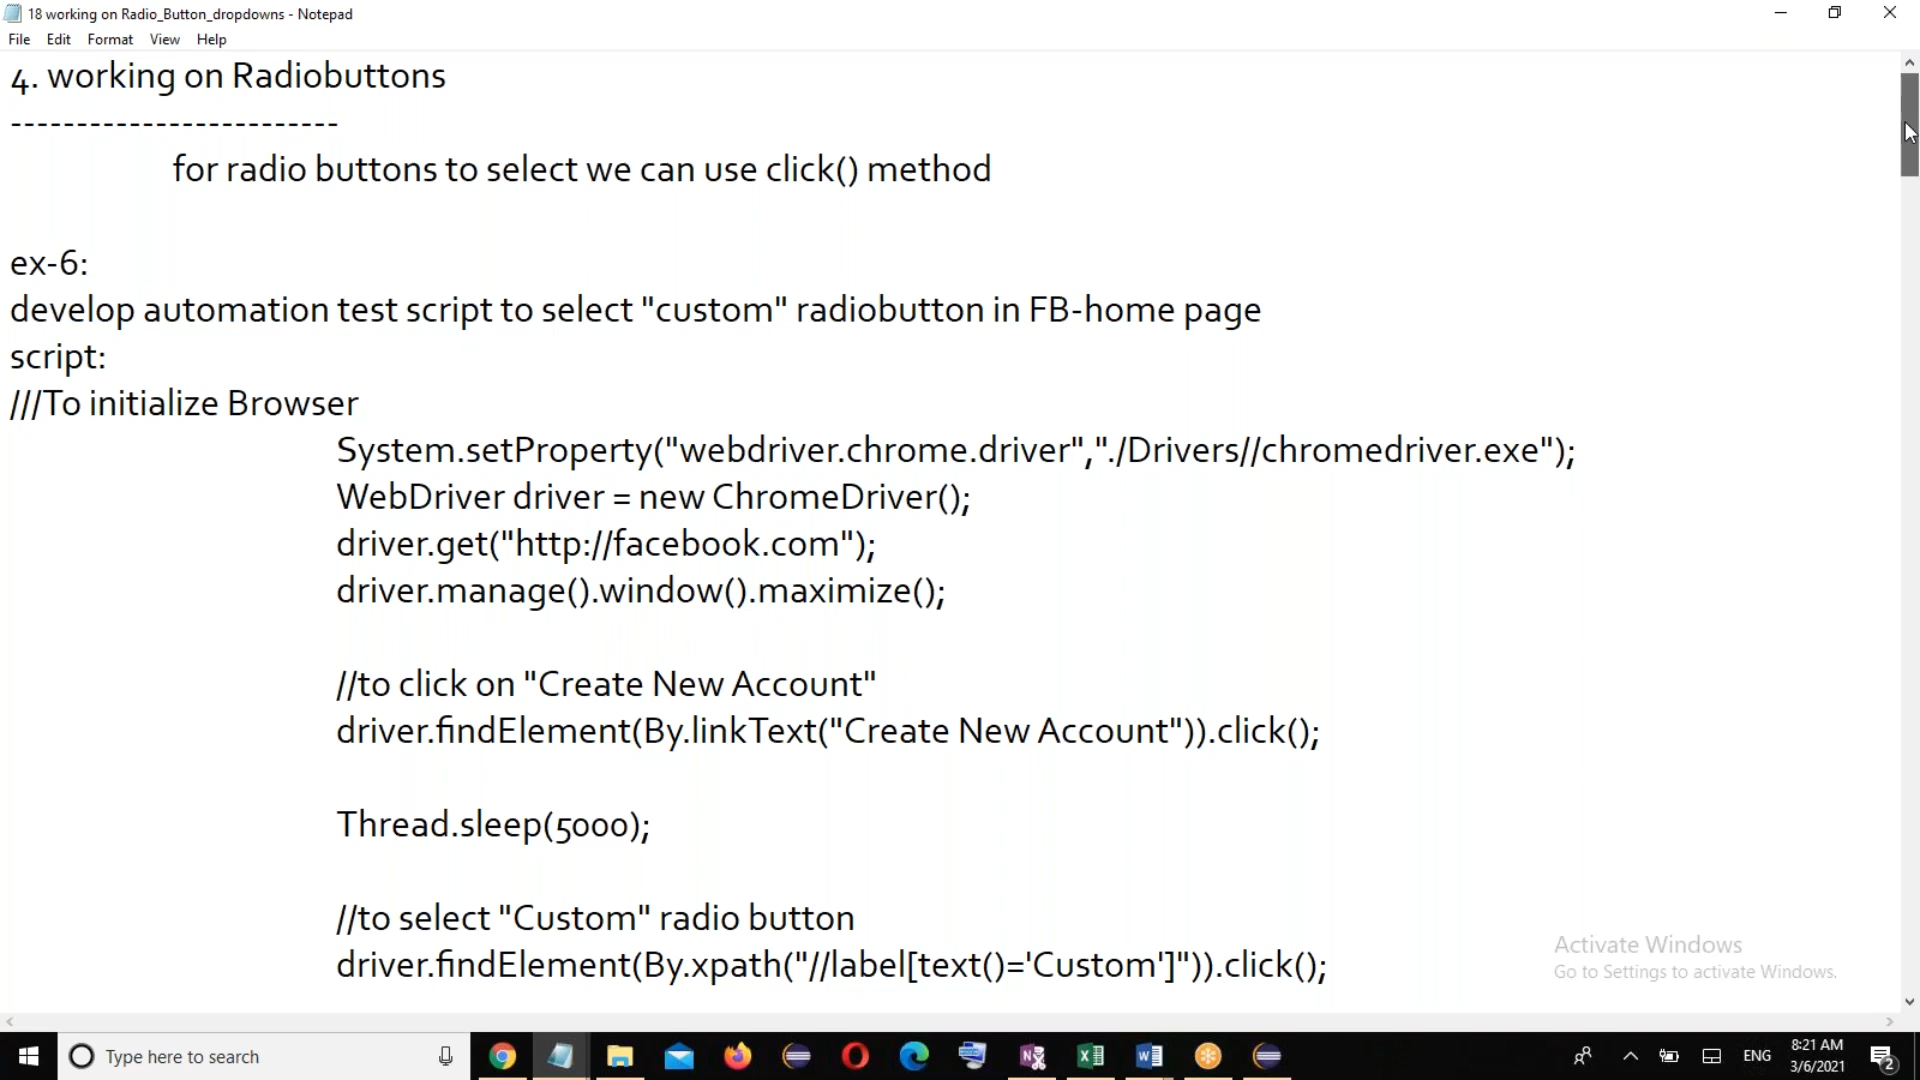 18 working on Radio_Button_dropdowns - Notepad
File Edit Format View Help
4. working on Radiobuttons
-------------------------
for radio buttons to select we can use click() method
ex-6:
develop automation test script to select "custom" radiobutton in FB-home page
script:
///To initialize Browser
System.setProperty("webdriver.chrome.driver","./Drivers//chromedriver.exe");
WebDriver driver = new ChromeDriver();
driver.get("http://facebook.com");
driver.manage().window().maximize();
//to click on "Create New Account"
driver.findElement(By.linkText("Create New Account")).click();
Thread.sleep(5000);
//to select "Custom" radio button
driver.findElement(By.xpath("//label[text()='Custom']")).click();
Activate Windows
Go to Settings to activate Windows.
Type here to search
ENG
8:21 AM
3/6/2021
2